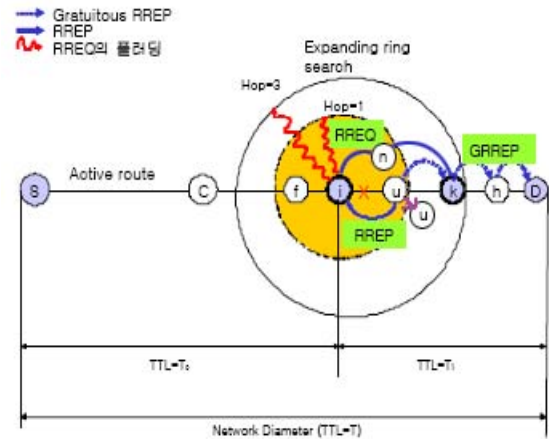 Gratuitous RREP
RREP
RREQ의 플러딩
Expanding ring
search
Hop=3
Hop=1
RREQ
n
GRREP
Active route
S
C
f
i
x
u
k
h
D
u
RREP
TTL=T₀
TTL=T₁
Network Diameter (TTL=T)